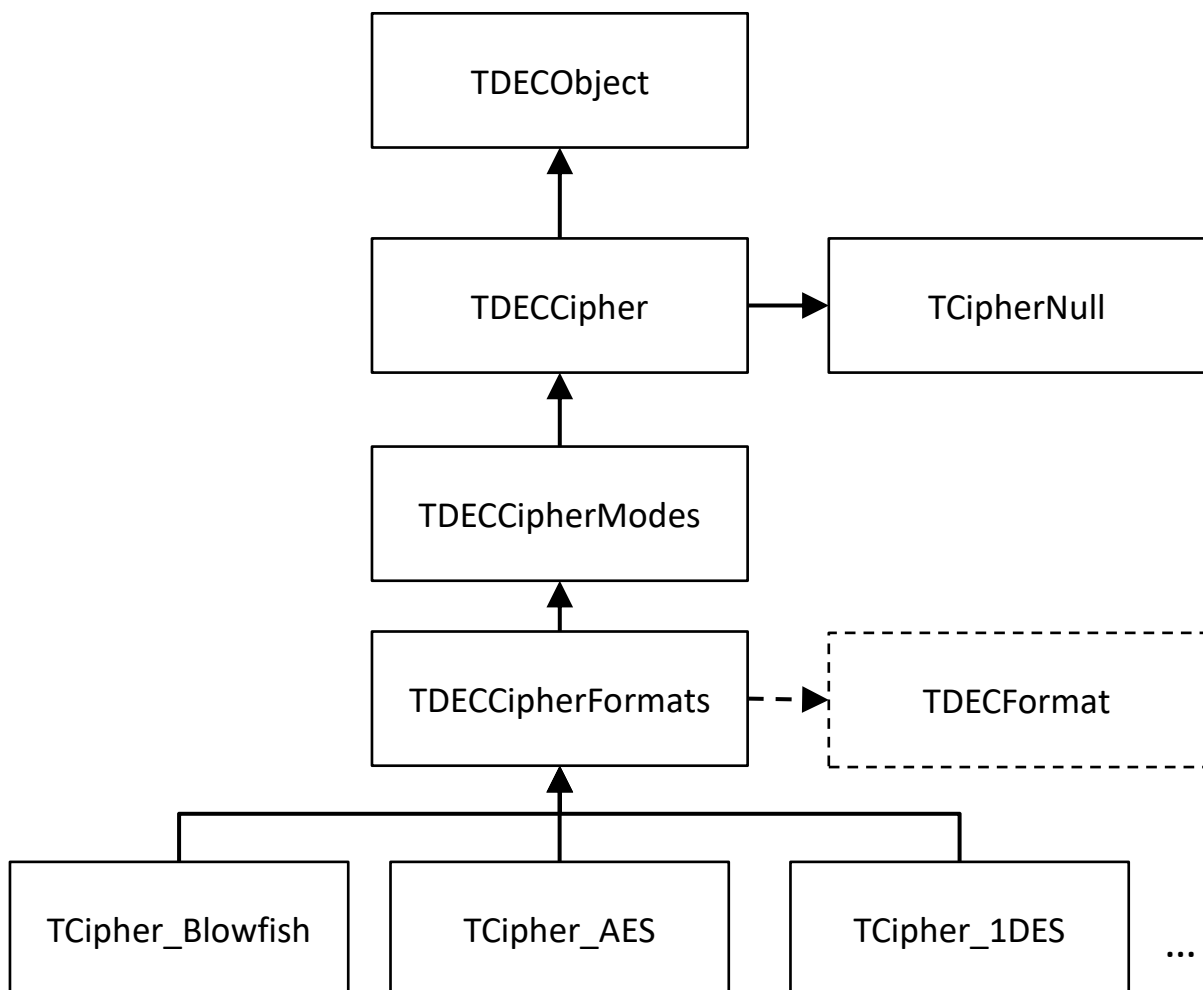 TDECObject
TDECCipher
TCipherNull
TDECCipherModes
TDECCipherFormats
TDECFormat
TCipher_Blowfish
TCipher_AES
TCipher_1DES
...